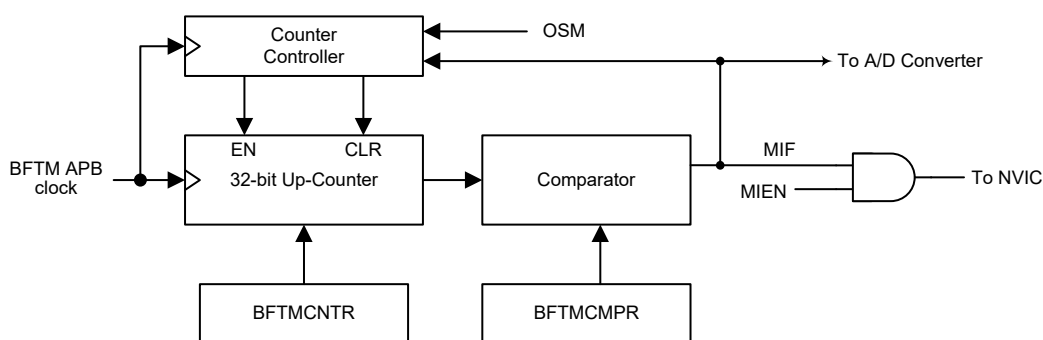 Counter
Controller
OSM
To A/D Converter
BFTM APB
clock
EN
CLR
32-bit Up-Counter
Comparator
MIF
MIEN
To NVIC
BFTMCNTR
BFTMCMPR